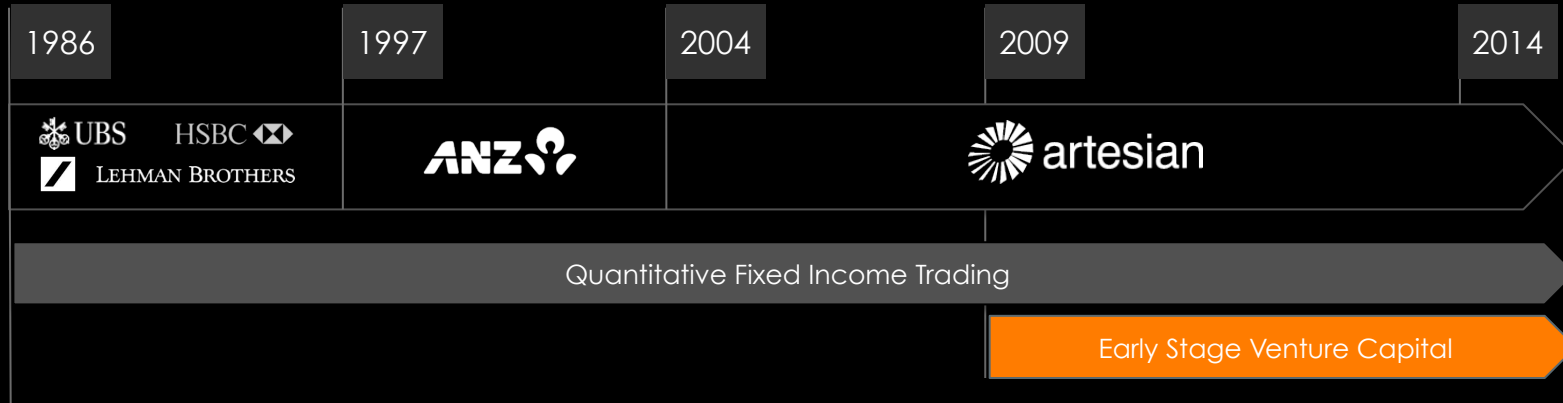 1986
1997
2004
2009
2014
UBS HSBC
LEHMAN BROTHERS
ANZ
artesian
Quantitative Fixed Income Trading
Early Stage Venture Capital